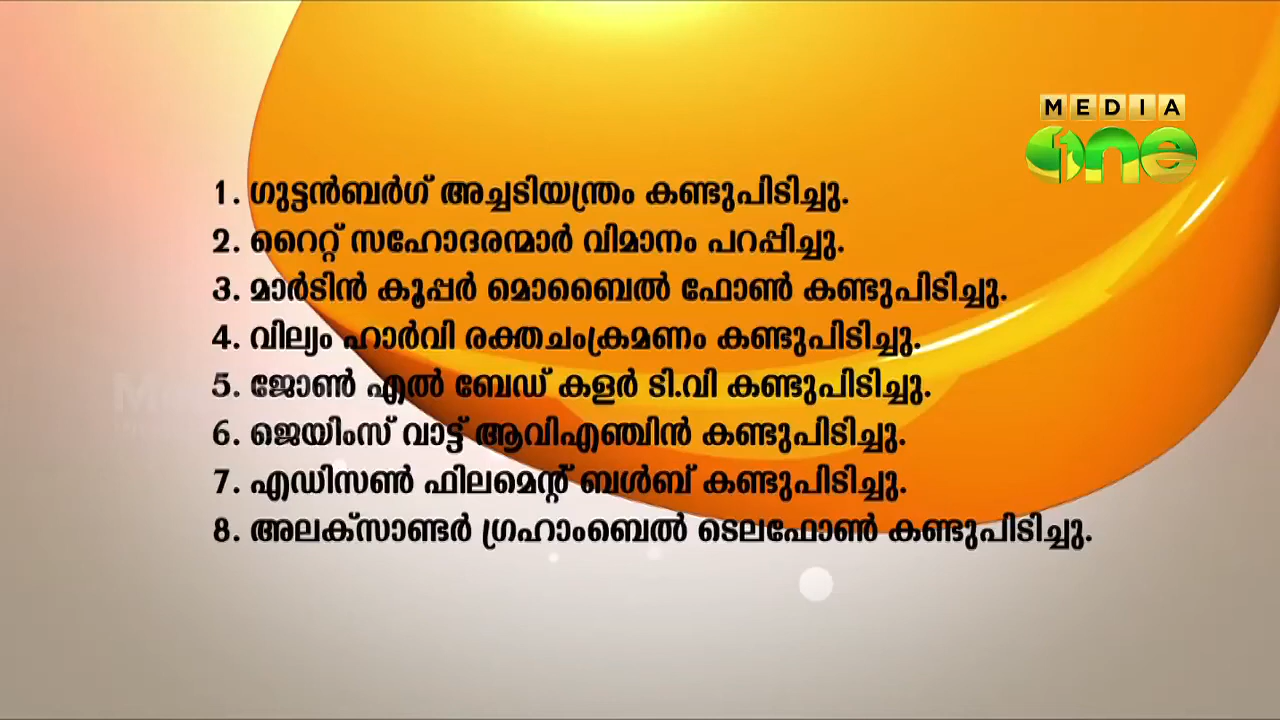 MEDIA
one
1. ഗുട്ടൻബർഗ് അച്ചടിയന്ത്രം കണ്ടുപിടിച്ചു.
2. റൈറ്റ് സഹോദരന്മാർ വിമാനം പറപ്പിച്ചു.
3. മാർടിൻ കൂപ്പർ മൊബൈൽ ഫോൺ കണ്ടുപിടിച്ചു.
4. വില്യം ഹാർവി രക്തചംക്രമണം കണ്ടുപിടിച്ചു.
5. ജോൺ എൽ ബേഡ് കളർ ടി.വി കണ്ടുപിടിച്ചു.
6. ജെയിംസ് വാട്ട് ആവിഎഞ്ചിൻ കണ്ടുപിടിച്ചു.
7. എഡിസൺ ഫിലമെന്റ് ബൾബ് കണ്ടുപിടിച്ചു.
8. അലക്സാണ്ടർ ഗ്രഹാംബെൽ ടെലഫോൺ കണ്ടുപിടിച്ചു.